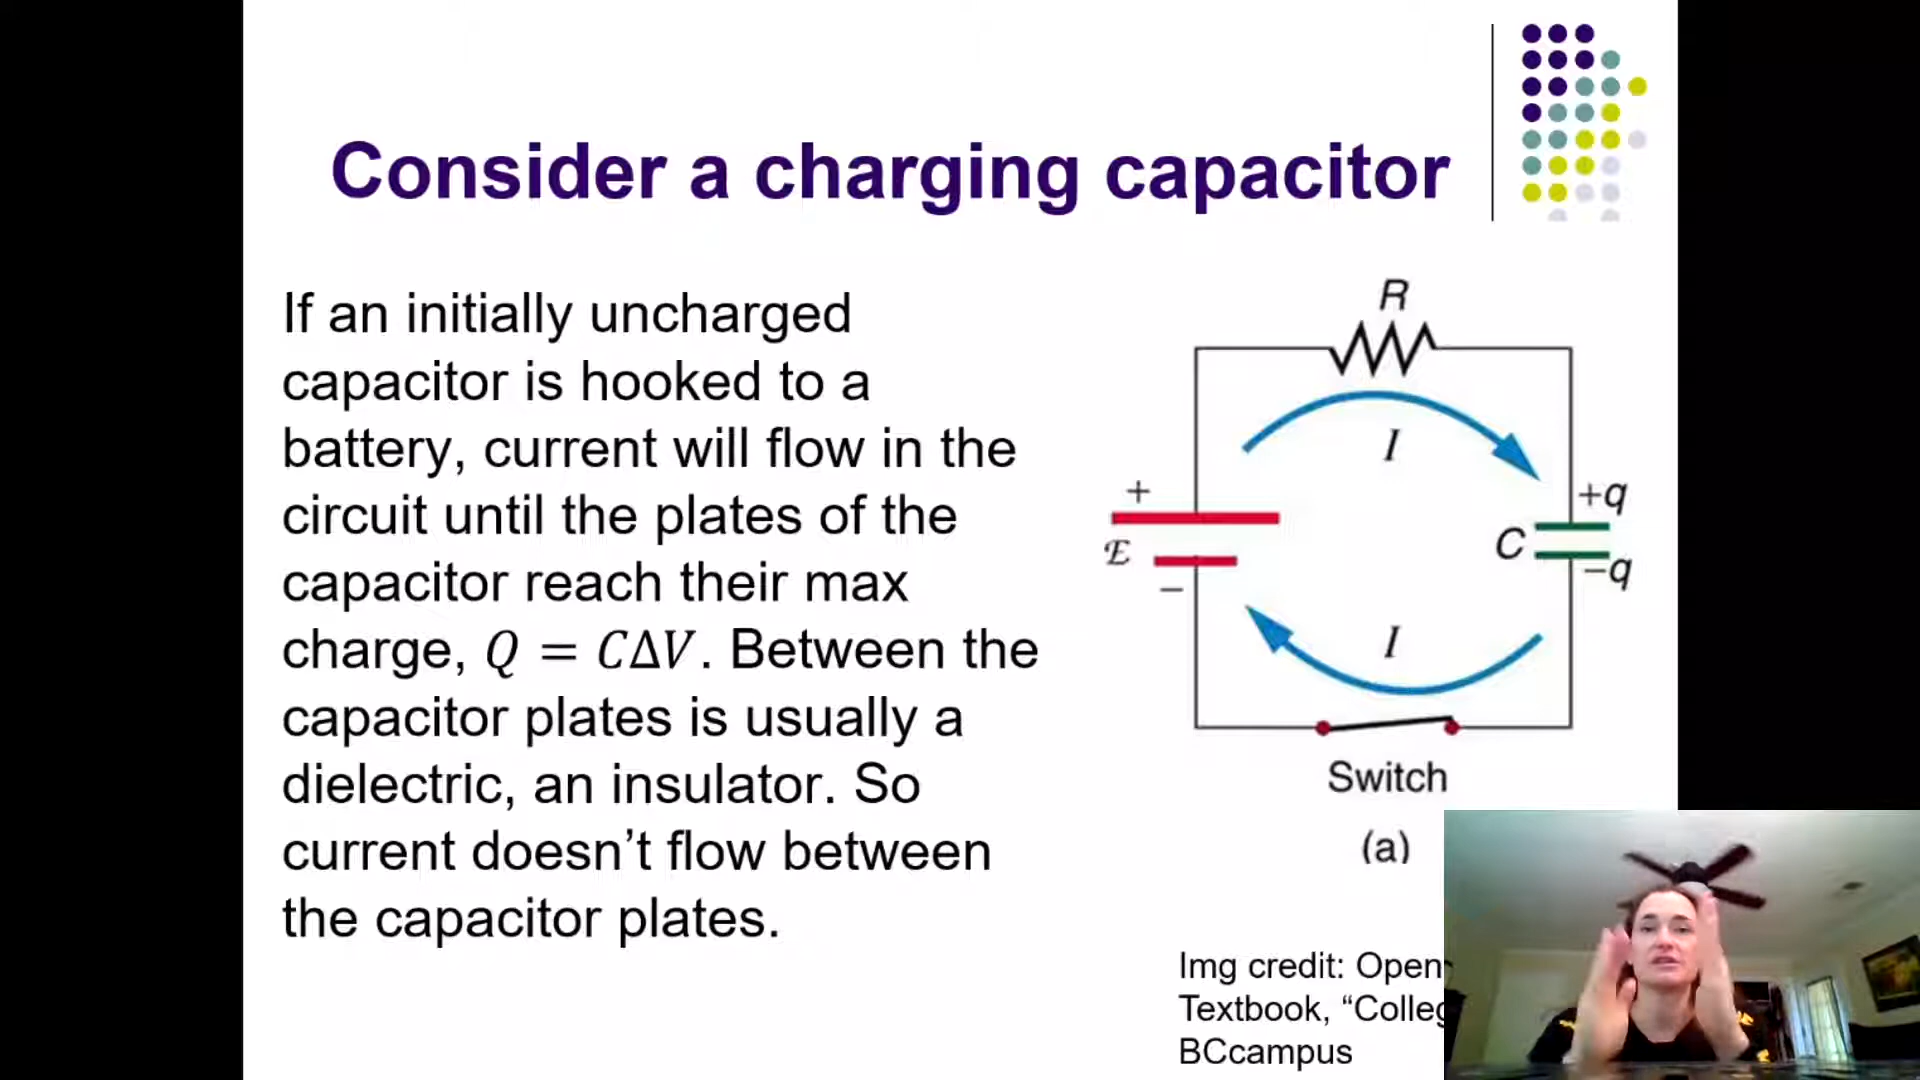 Consider a charging capacitor
If an initially uncharged
capacitor is hooked to a
battery, current will flow in the
circuit until the plates of the
capacitor reach their max
charge, Q = CΔV. Between the
capacitor plates is usually a
dielectric, an insulator. So
current doesn’t flow between
the capacitor plates.
R
I
+
ℰ
−
+q
C
−q
I
Switch
(a)
Img credit: Open
Textbook, “Colleg
BCcampus